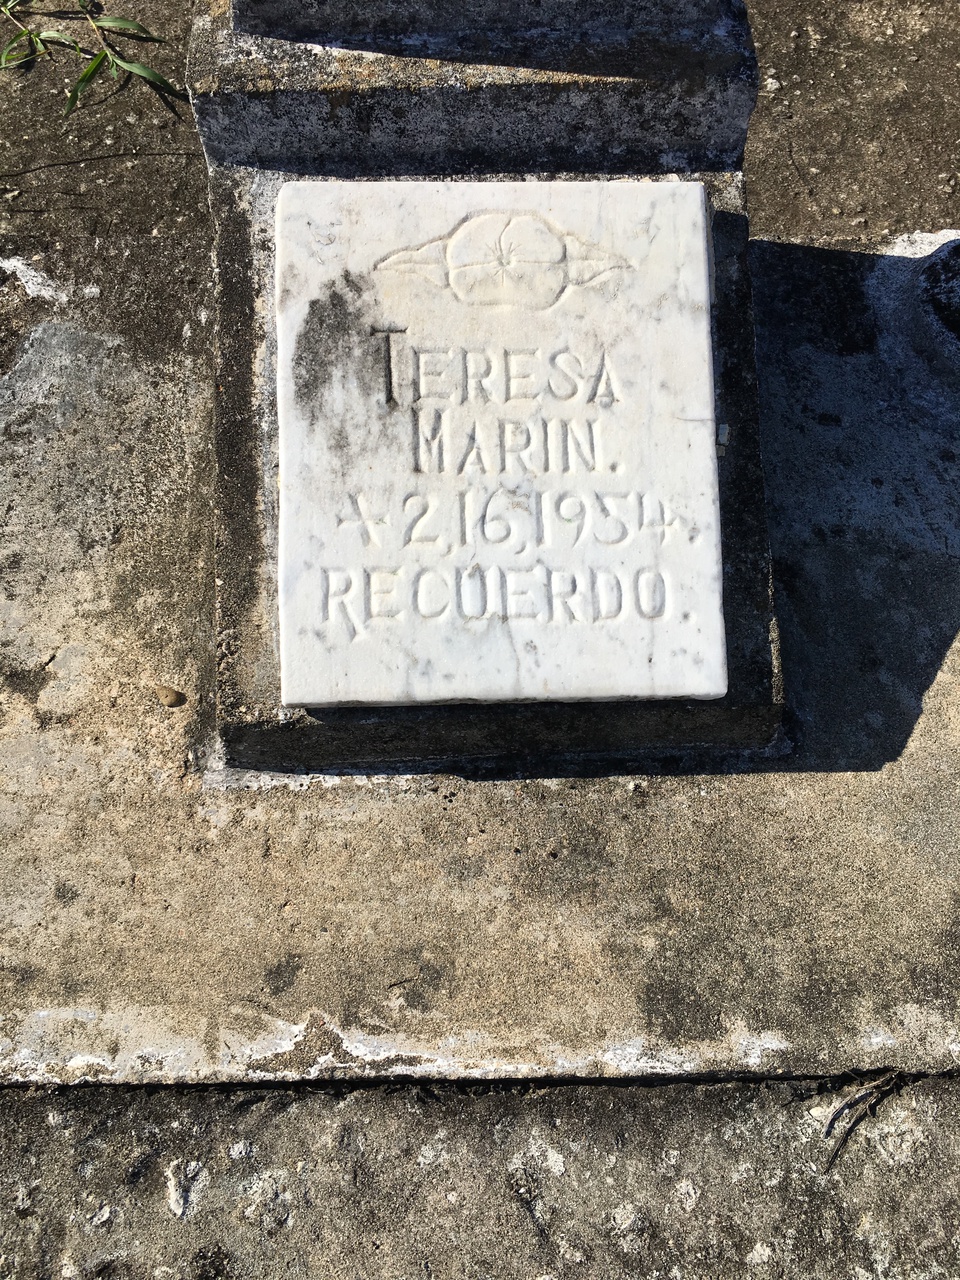 TERESA
MARIN.
+2,16,1954.
RECUERDO.